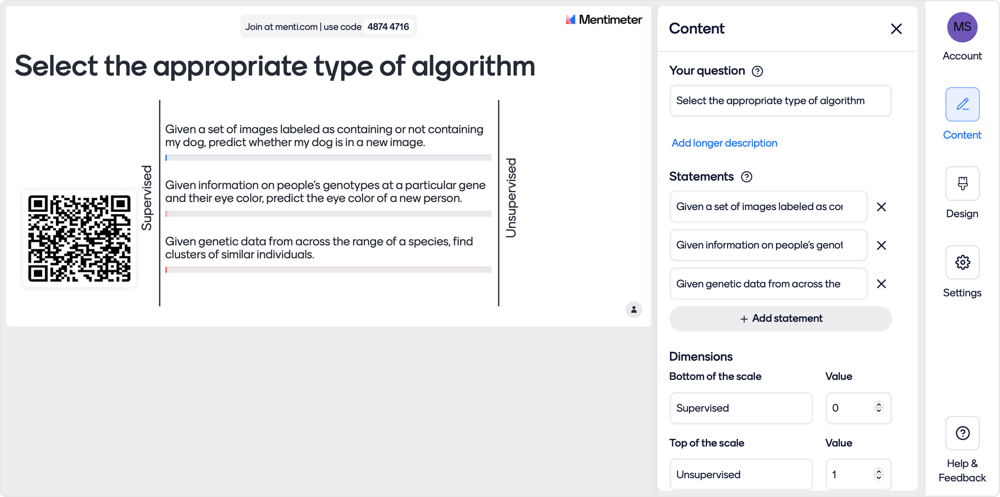 Join at menti.com | use code 4874 4716
Mentimeter
Select the appropriate type of algorithm
Supervised
Given a set of images labeled as containing or not containing
my dog, predict whether my dog is in a new image.
Given information on people's genotypes at a particular gene
and their eye color, predict the eye color of a new person.
Given genetic data from across the range of a species, find
clusters of similar individuals.
Unsupervised
Content
Your question
Select the appropriate type of algorithm
Add longer description
Statements
Given a set of images labeled as cor
Given information on people's genot
Given genetic data from across the
+ Add statement
Dimensions
Bottom of the scale Value
Supervised 0
Top of the scale Value
Unsupervised 1
MS
Account
Content
Design
Settings
Help &
Feedback